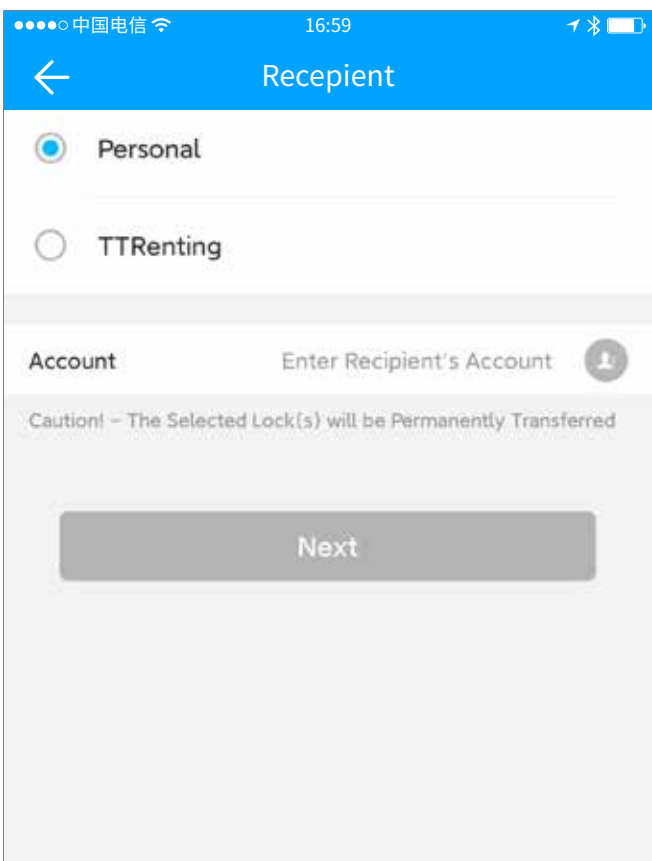 中国电信 16:59
Recepient
Personal
TTRenting
Account Enter Recipient's Account
Caution! - The Selected Lock(s) will be Permanently Transferred
Next